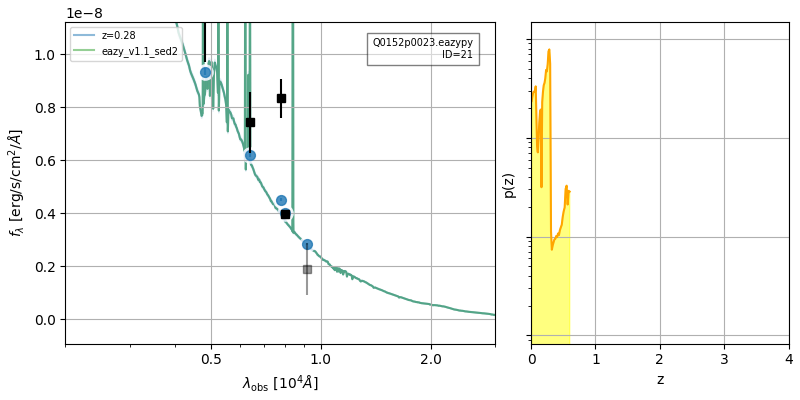 1e−8
z=0.28
eazy_v1.1_sed2
Q0152p0023.eazypy
ID=21
1.0
0.8
0.6
0.4
0.2
0.0
f_λ [erg/s/cm²/Å]
0.5 1.0 2.0
λ_obs [10⁴Å]
p(z)
0 1 2 3 4
z